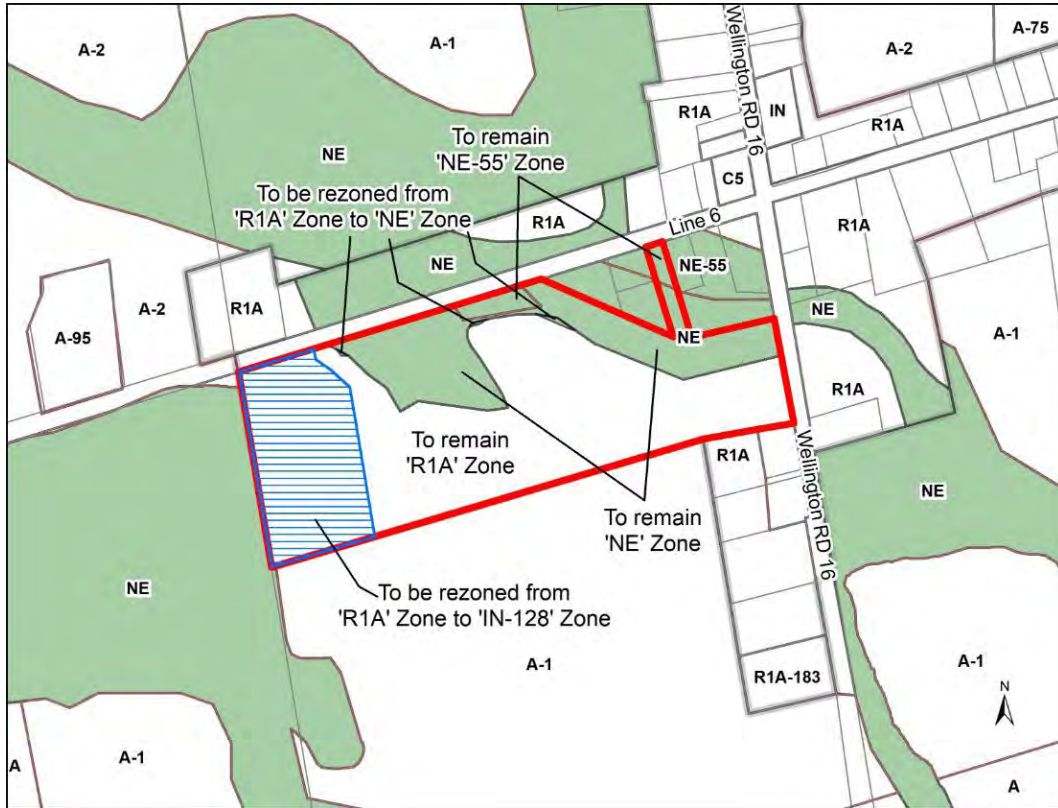 A-2
A-1
Wellington RD 16
A-2
A-75
R1A
IN
R1A
NE
To remain
'NE-55' Zone
C5
To be rezoned from
'R1A' Zone to 'NE' Zone
R1A
Line 6
R1A
NE
NE-55
A-2
R1A
NE
A-95
NE
A-1
R1A
To remain
'R1A' Zone
R1A
Wellington RD 16
To remain
'NE' Zone
NE
NE
To be rezoned from
'R1A' Zone to 'IN-128' Zone
A-1
R1A-183
A-1
N
A
A-1
A